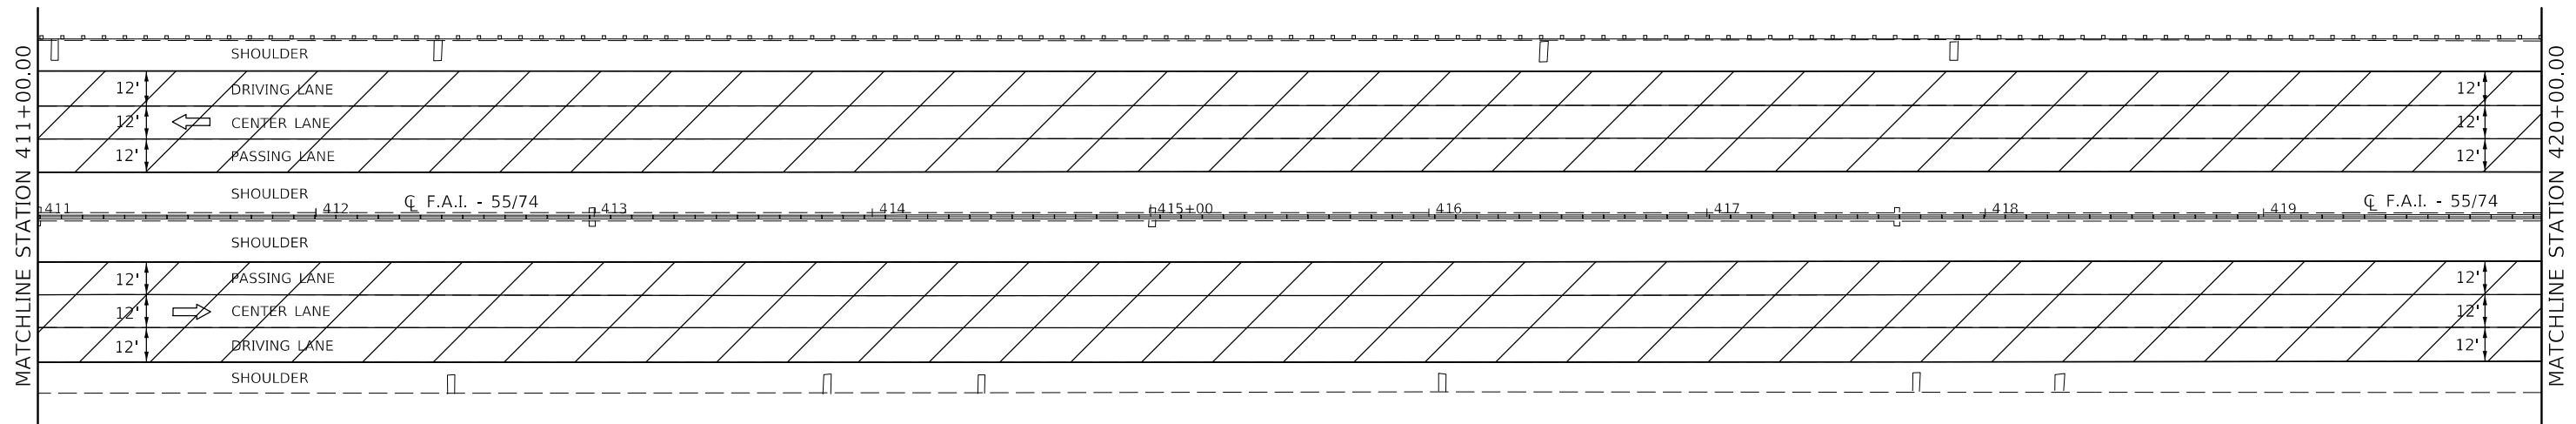 MATCHLINE STATION 411+00.00
SHOULDER
12' DRIVING LANE 12'
12' CENTER LANE 12'
12' PASSING LANE 12'
SHOULDER
411 412 ℄ F.A.I. - 55/74 413 414 415+00 416 417 418 419 ℄ F.A.I. - 55/74
SHOULDER
12' PASSING LANE 12'
12' CENTER LANE 12'
12' DRIVING LANE 12'
SHOULDER
MATCHLINE STATION 420+00.00